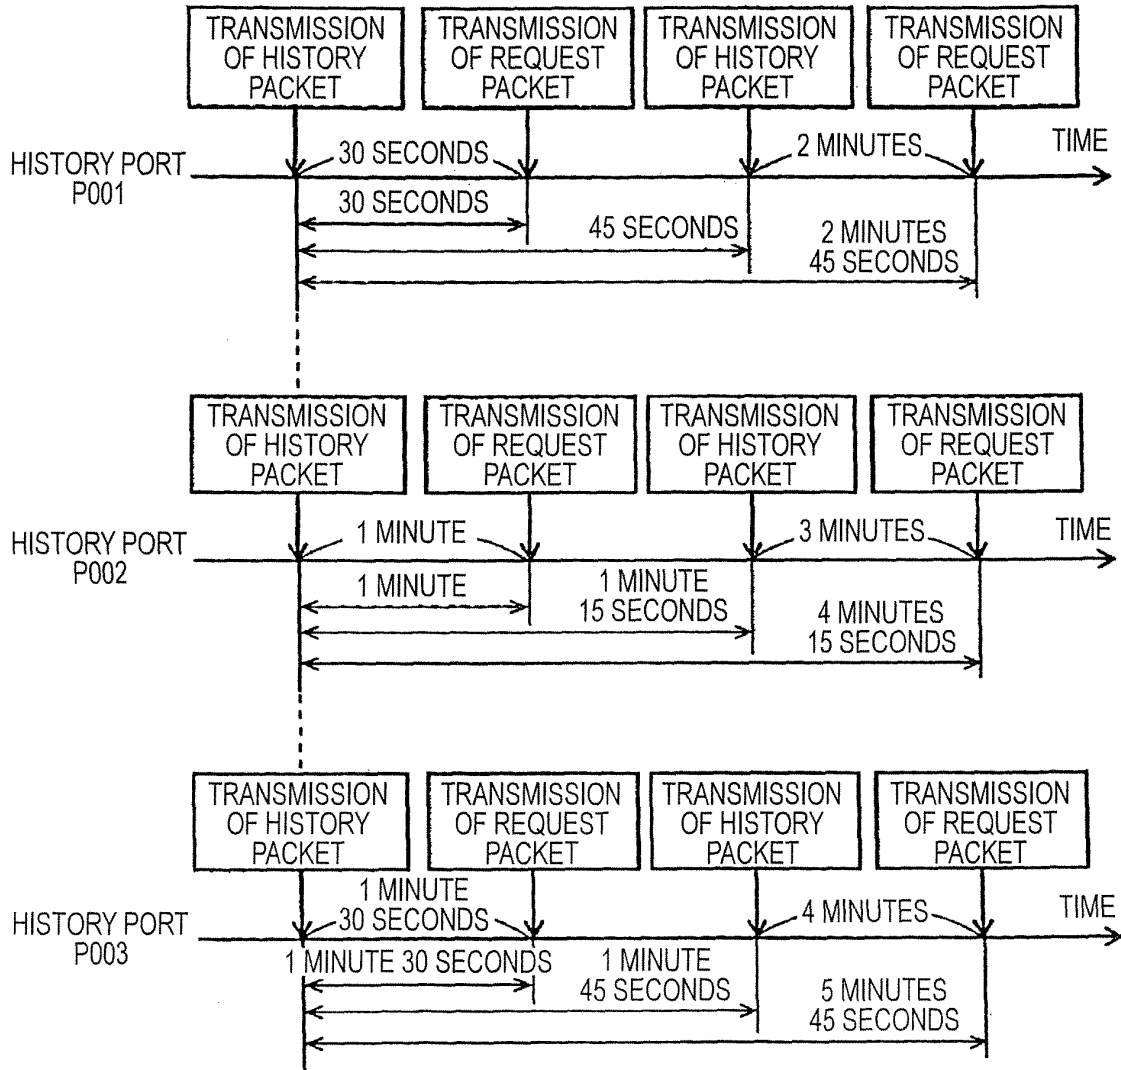 TRANSMISSION
OF HISTORY
PACKET
TRANSMISSION
OF REQUEST
PACKET
TRANSMISSION
OF HISTORY
PACKET
TRANSMISSION
OF REQUEST
PACKET
HISTORY PORT
P001
30 SECONDS
2 MINUTES
TIME
30 SECONDS
45 SECONDS
2 MINUTES
45 SECONDS
TRANSMISSION
OF HISTORY
PACKET
TRANSMISSION
OF REQUEST
PACKET
TRANSMISSION
OF HISTORY
PACKET
TRANSMISSION
OF REQUEST
PACKET
HISTORY PORT
P002
1 MINUTE
3 MINUTES
TIME
1 MINUTE
1 MINUTE
15 SECONDS
4 MINUTES
15 SECONDS
TRANSMISSION
OF HISTORY
PACKET
TRANSMISSION
OF REQUEST
PACKET
TRANSMISSION
OF HISTORY
PACKET
TRANSMISSION
OF REQUEST
PACKET
HISTORY PORT
P003
1 MINUTE
30 SECONDS
4 MINUTES
TIME
1 MINUTE 30 SECONDS
1 MINUTE
45 SECONDS
5 MINUTES
45 SECONDS